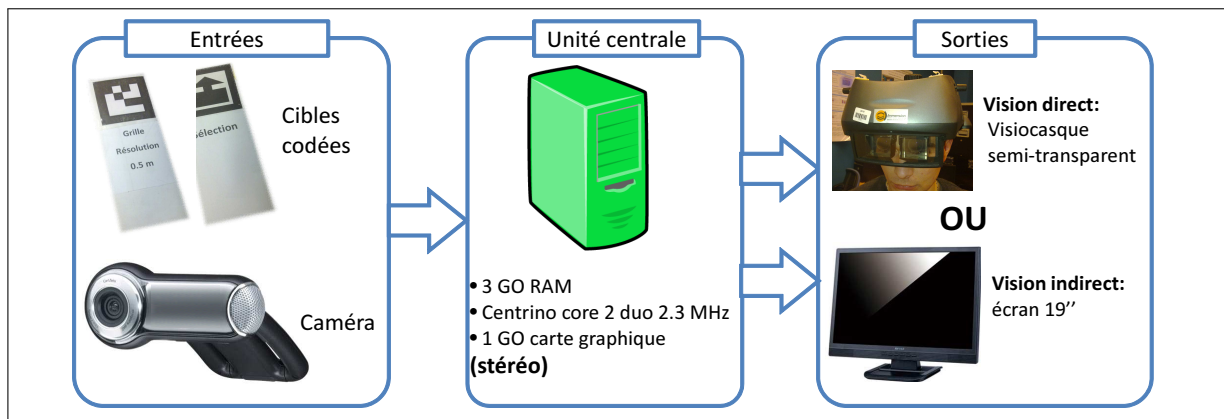 Entrées
Grille
Résolution
0.5 m
élection
Cibles
codées
Caméra
Unité centrale
• 3 GO RAM
• Centrino core 2 duo 2.3 MHz
• 1 GO carte graphique
(stéréo)
Sorties
Vision direct:
Visiocasque
semi-transparent
OU
Vision indirect:
écran 19’’